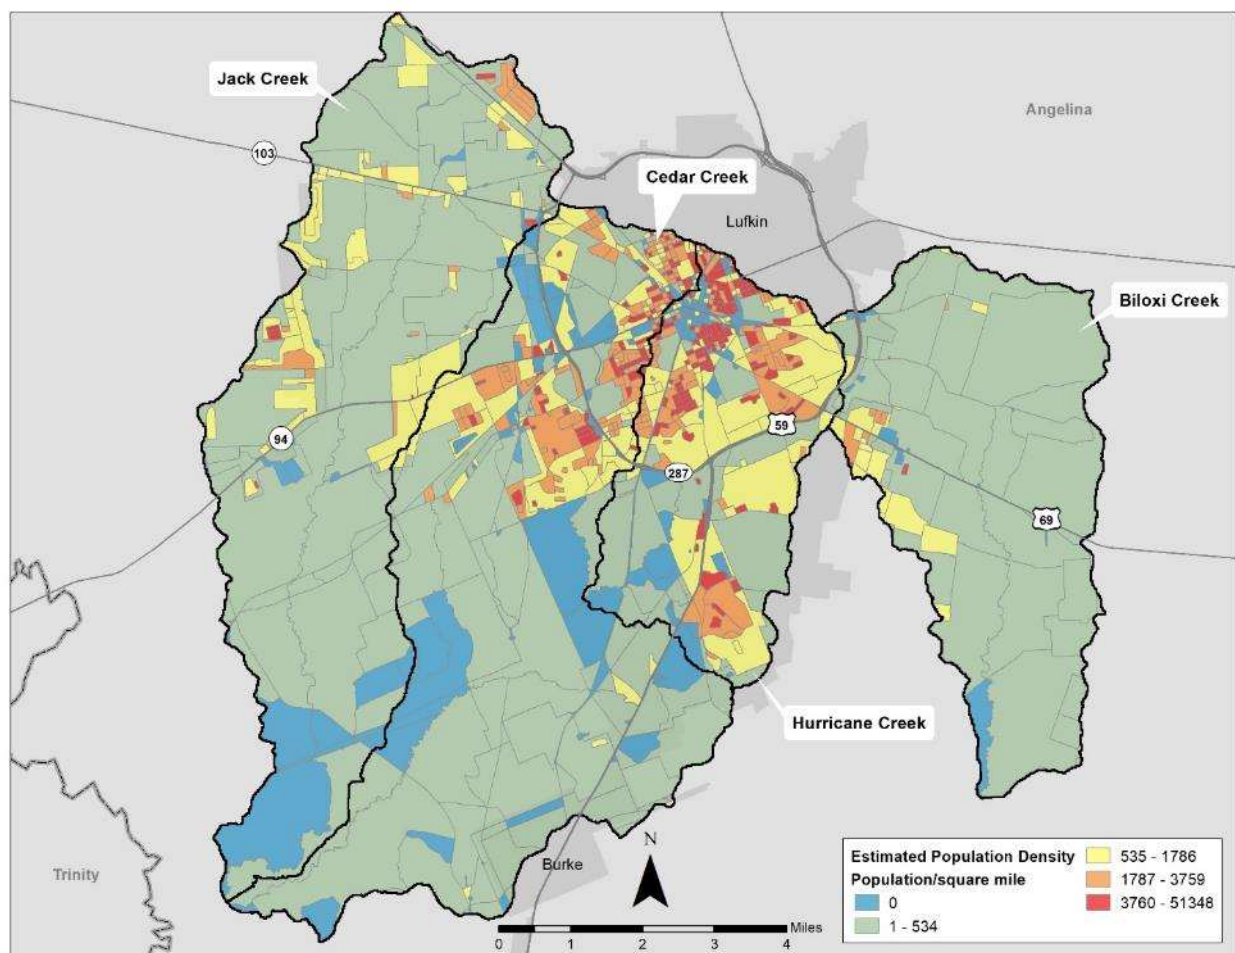 Jack Creek
Angelina
103
Cedar Creek
Lufkin
Biloxi Creek
59
94
287
69
Hurricane Creek
Trinity
Burke
N
Miles
0 1 2 3 4
Estimated Population Density
Population/square mile
0
1 - 534
535 - 1786
1787 - 3759
3760 - 51348